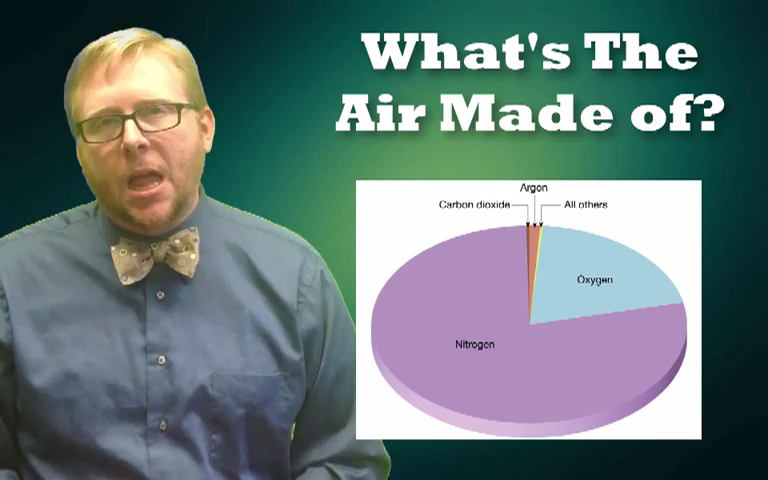 What's The
Air Made of?
Argon
Carbon dioxide
All others
Oxygen
Nitrogen